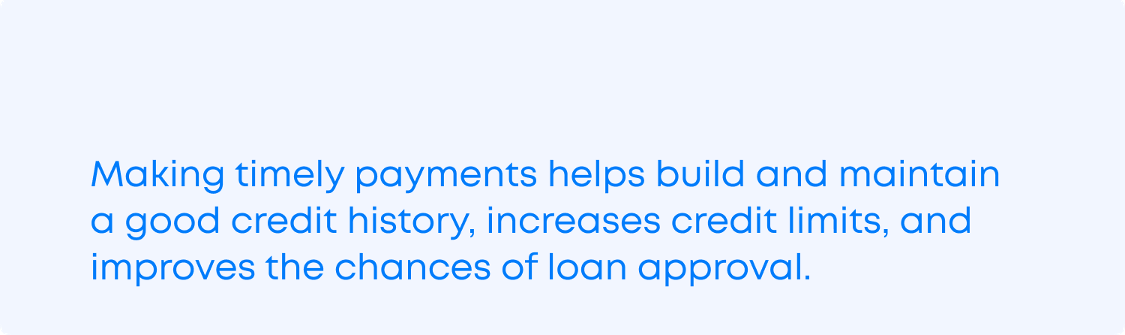 Making timely payments helps build and maintain
a good credit history, increases credit limits, and
improves the chances of loan approval.